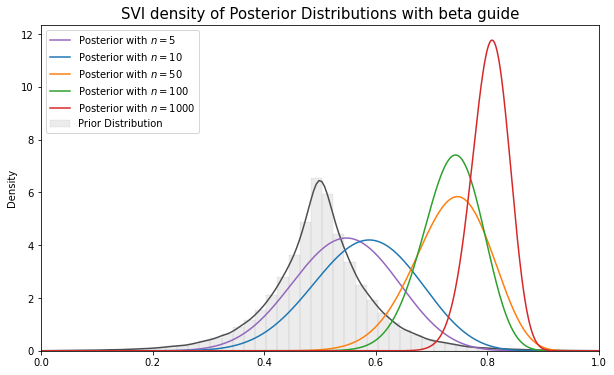 SVI density of Posterior Distributions with beta guide
Posterior with n = 5
Posterior with n = 10
Posterior with n = 50
Posterior with n = 100
Posterior with n = 1000
Prior Distribution
Density
12
10
8
6
4
2
0
0.0 0.2 0.4 0.6 0.8 1.0